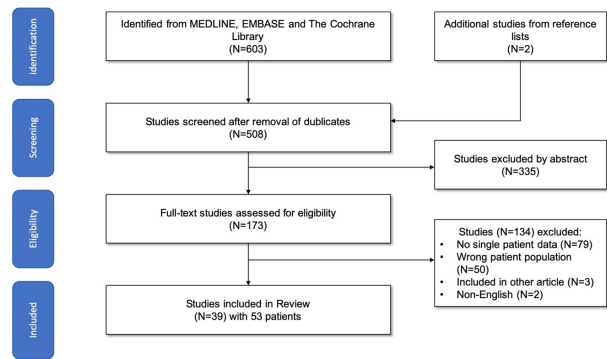 identification
Identified from MEDLINE, EMBASE and The Cochrane
Library
(N=603)
Additional studies from reference
lists
(N=2)
Screening
Studies screened after removal of dublicates
(N=508)
Studies excluded by abstract
(N=335)
Eligibility
Full-text studies assessed for eligibility
(N=173)
Studies (N=134) excluded:
• No single patient data (N=79)
• Wrong patient population
(N=50)
• Included in other article (N=3)
• Non-English (N=2)
Included
Studies included in Review
(N=39) with 53 patients